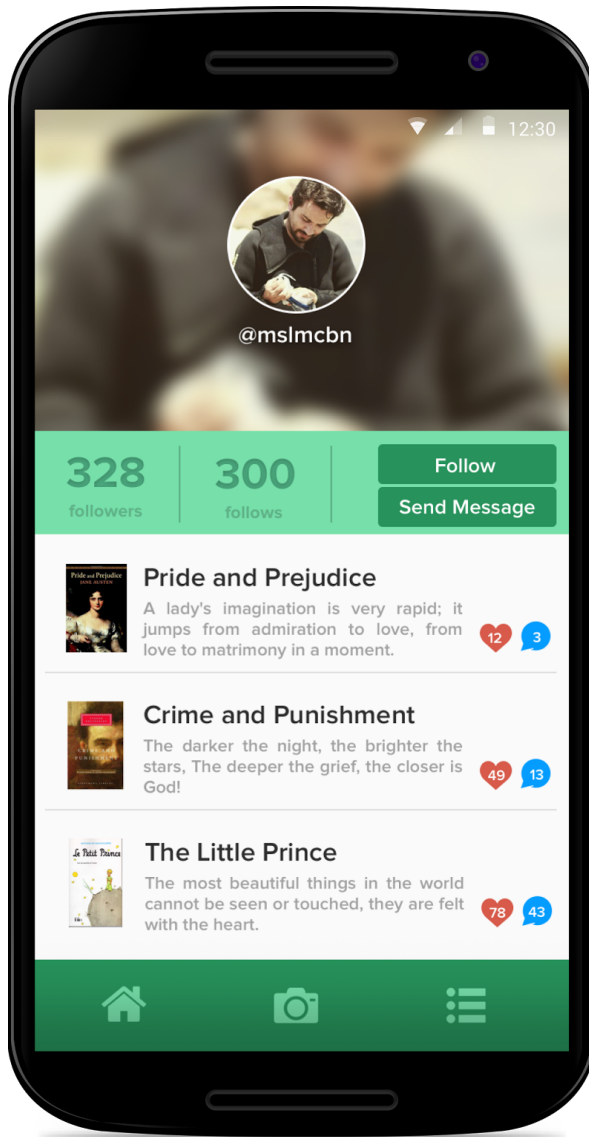 12:30
@mslmcbn
328
followers
300
follows
Follow
Send Message
Pride and Prejudice
JANE AUSTEN
Pride and Prejudice
A lady's imagination is very rapid; it
jumps from admiration to love, from
love to matrimony in a moment.
12
3
CRIME AND
PUNISHMENT
Crime and Punishment
The darker the night, the brighter the
stars, The deeper the grief, the closer is
God!
49
13
Le Petit Prince
The Little Prince
The most beautiful things in the world
cannot be seen or touched, they are felt
with the heart.
78
43